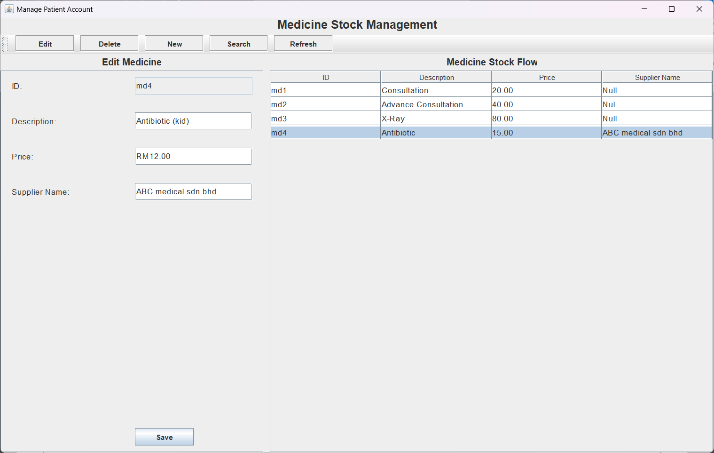 Manage Patient Account
Medicine Stock Management
Edit Delete New Search Refresh
Edit Medicine
ID: md4
Description: Antibiotic (kid)
Price: RM12.00
Supplier Name: ABC medical sdn bhd
Save
Medicine Stock Flow
ID Description Price Supplier Name
md1 Consultation 20.00 Null
md2 Advance Consultation 40.00 Nul
md3 X-Ray 80.00 Null
md4 Antibiotic 15.00 ABC medical sdn bhd